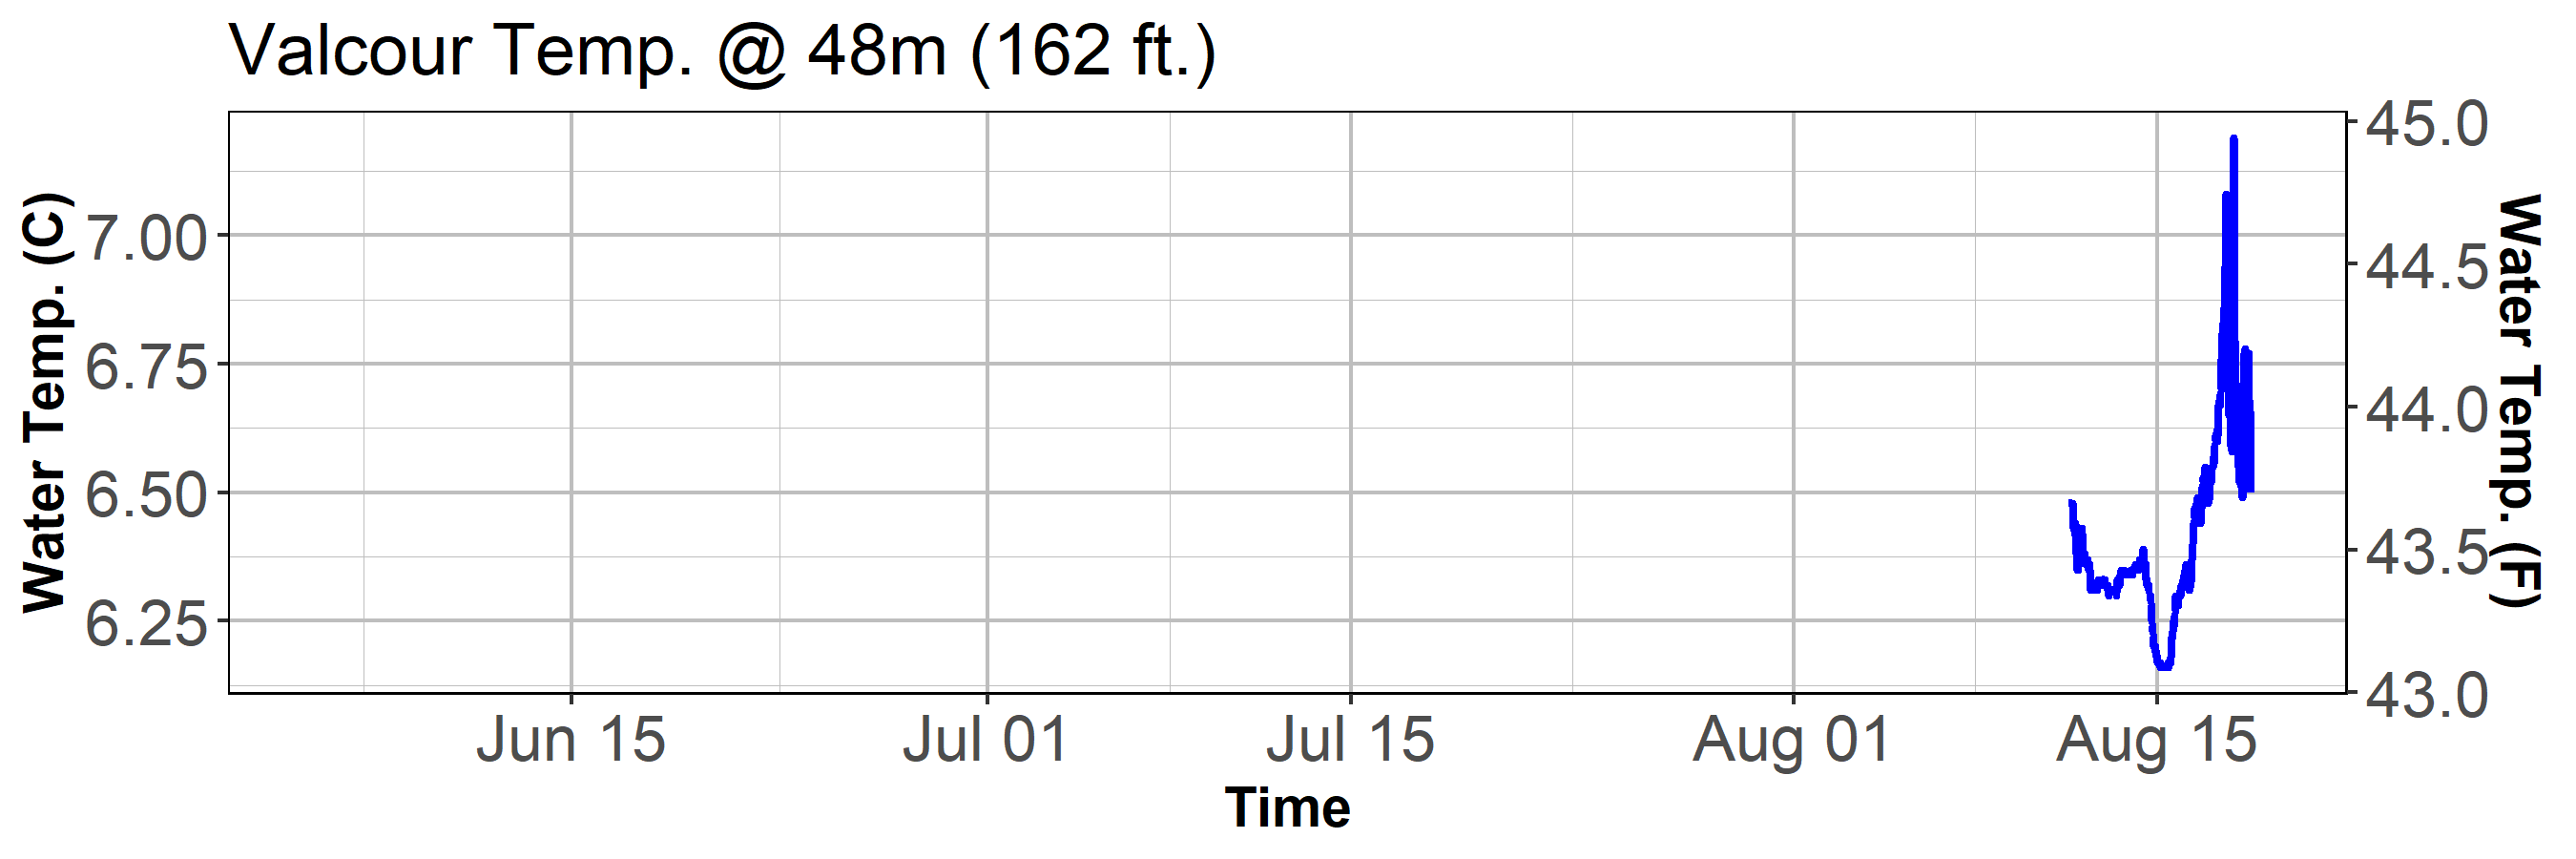 Valcour Temp. @ 48m (162 ft.)
Water Temp. (C)
7.00
6.75
6.50
6.25
45.0
44.5
44.0
43.5
43.0
Water Temp. (F)
Jun 15 Jul 01 Jul 15 Aug 01 Aug 15
Time